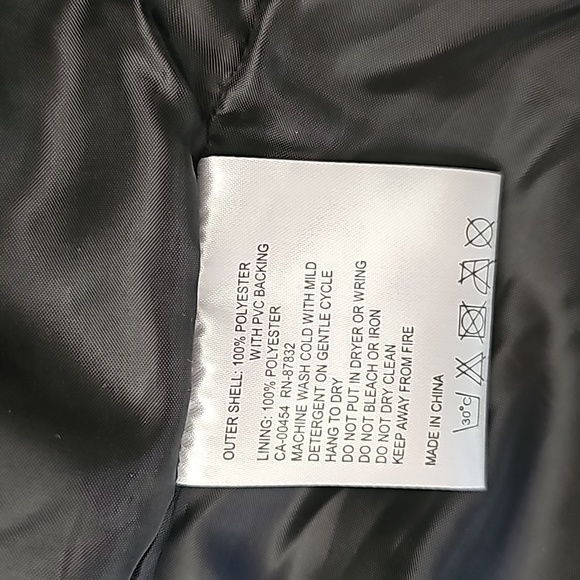 OUTER SHELL: 100% POLYESTER
WITH PVC BACKING
LINING: 100% POLYESTER
CA-00454 RN-87832
MACHINE WASH COLD WITH MILD
DETERGENT ON GENTLE CYCLE
HANG TO DRY
DO NOT PUT IN DRYER OR WRING
DO NOT BLEACH OR IRON
DO NOT DRY CLEAN
KEEP AWAY FROM FIRE
MADE IN CHINA
30°C